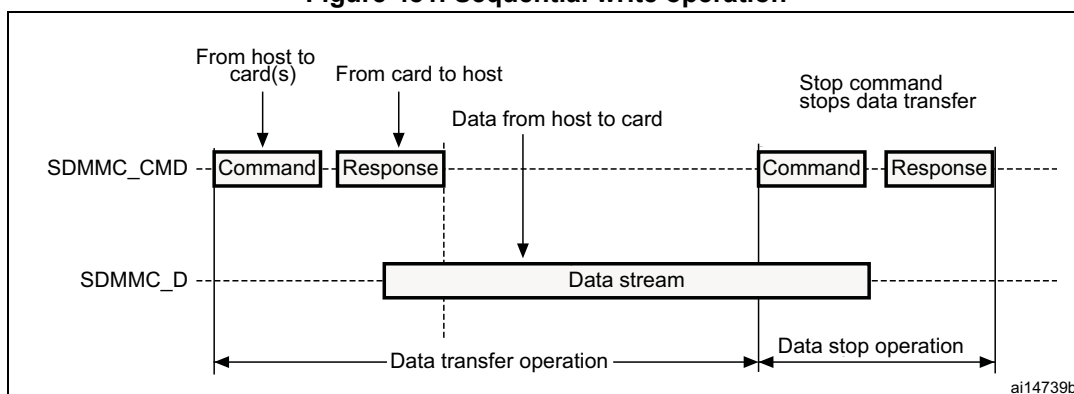 Figure Sequential write operation
From host to
card(s)
From card to host
Data from host to card
Stop command
stops data transfer
SDMMC_CMD
Command
Response
Command
Response
SDMMC_D
Data stream
Data transfer operation
Data stop operation
ai14739b